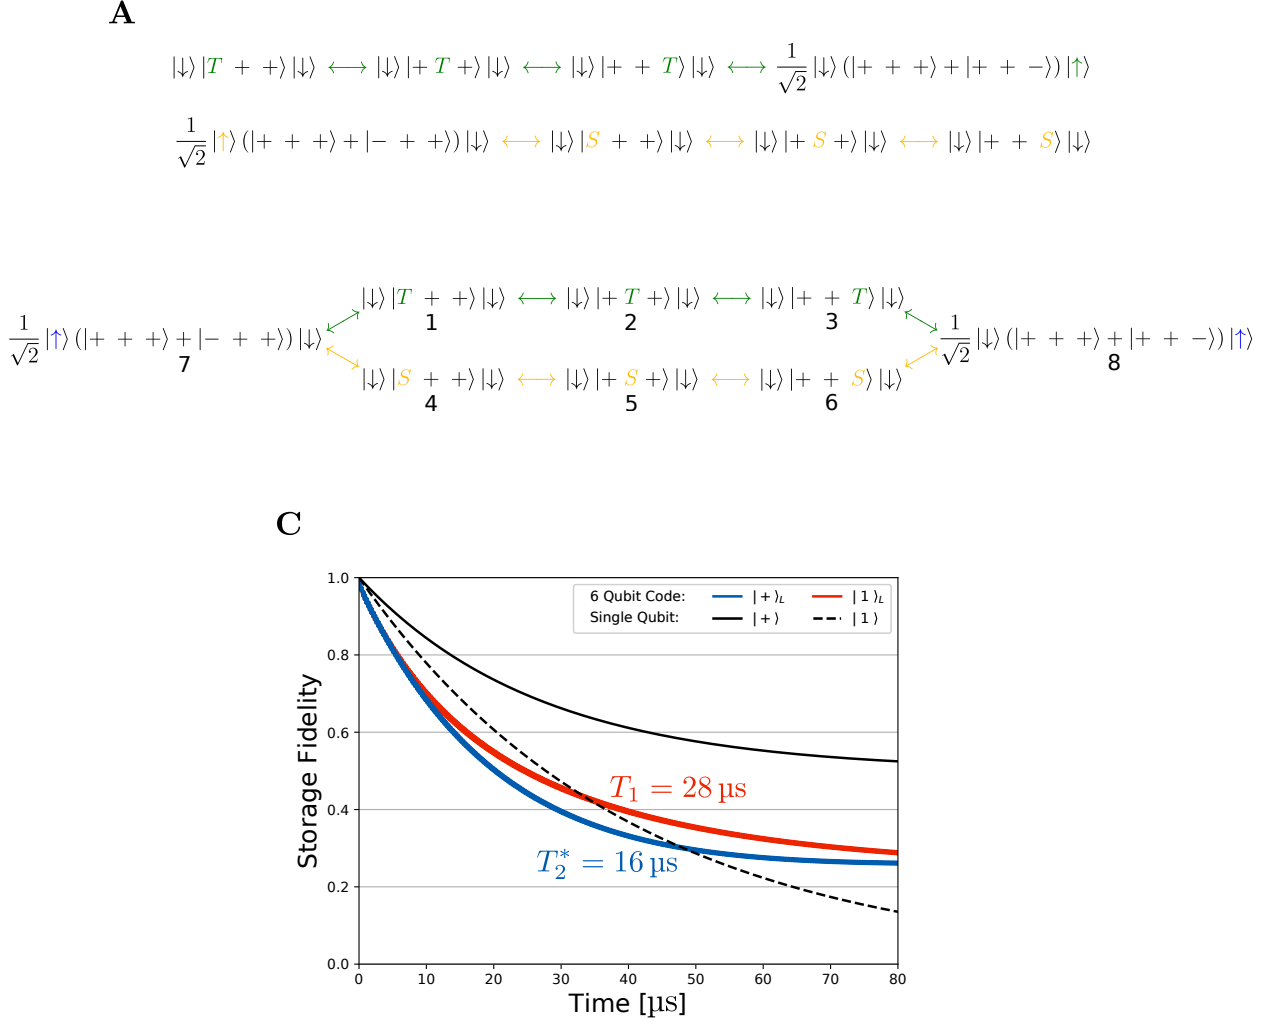 A
|↓⟩ |T + +⟩ |↓⟩ ⟷ |↓⟩ |+ T +⟩ |↓⟩ ⟷ |↓⟩ |+ + T⟩ |↓⟩ ⟷ 1/√2 |↓⟩ (|+ + +⟩ + |+ + −⟩) |↑⟩
1/√2 |↑⟩ (|+ + +⟩ + |− + +⟩) |↓⟩ ⟷ |↓⟩ |S + +⟩ |↓⟩ ⟷ |↓⟩ |+ S +⟩ |↓⟩ ⟷ |↓⟩ |+ + S⟩ |↓⟩
|↓⟩ |T + +⟩ |↓⟩ ⟷ |↓⟩ |+ T +⟩ |↓⟩ ⟷ |↓⟩ |+ + T⟩ |↓⟩
1 2 3
1/√2 |↑⟩ (|+ + +⟩ + |− + +⟩) |↓⟩ 1/√2 |↓⟩ (|+ + +⟩ + |+ + −⟩) |↑⟩
7 8
|↓⟩ |S + +⟩ |↓⟩ ⟷ |↓⟩ |+ S +⟩ |↓⟩ ⟷ |↓⟩ |+ + S⟩ |↓⟩
4 5 6
C
6 Qubit Code: |+⟩_L |1⟩_L
Single Qubit: |+⟩ |1⟩
1.0
0.8
0.6
0.4
0.2
0.0
Storage Fidelity
T₁ = 28 µs
T₂* = 16 µs
0 10 20 30 40 50 60 70 80
Time [µs]